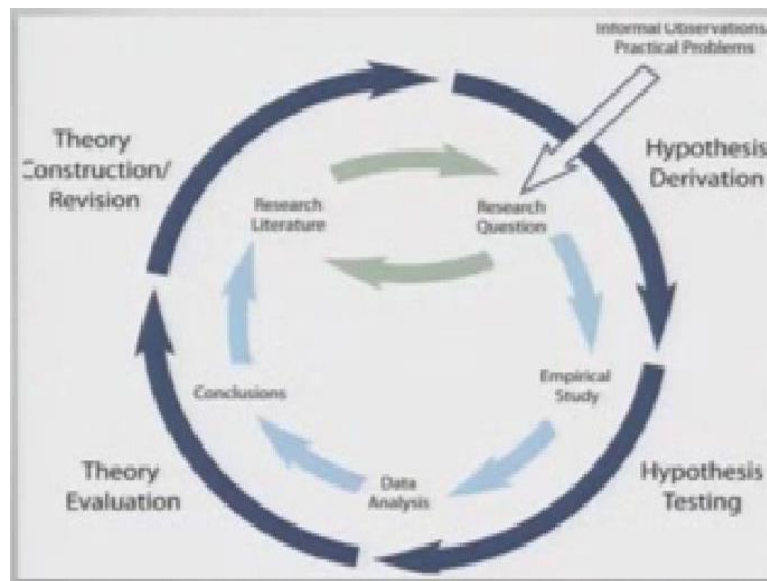 Informal Observations
Practical Problems
Theory
Construction/
Revision
Hypothesis
Derivation
Research
Literature
Research
Question
Conclusions
Empirical
Study
Theory
Evaluation
Data
Analysis
Hypothesis
Testing